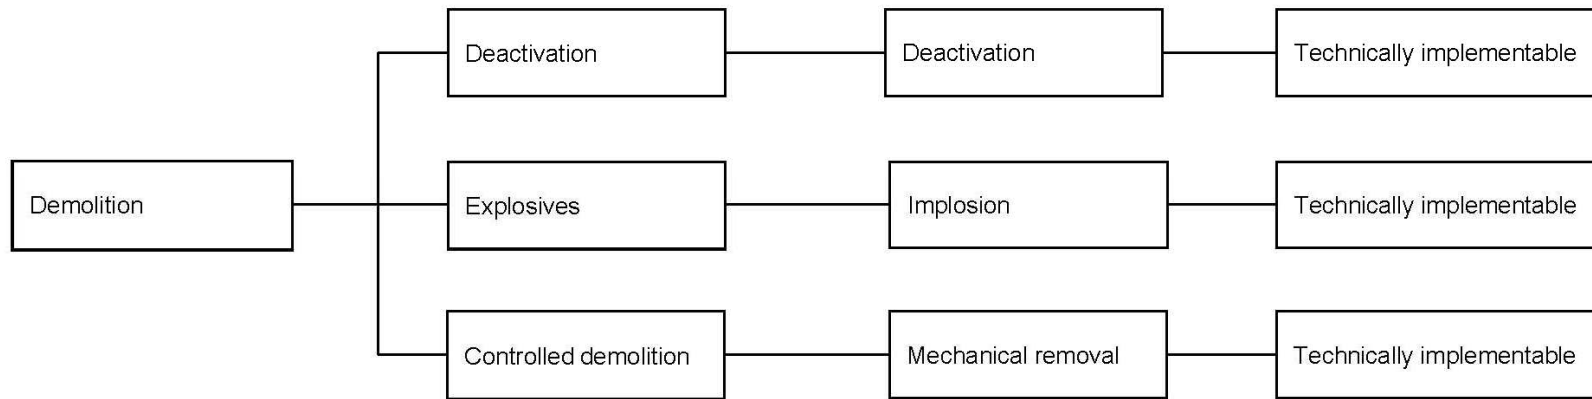 Deactivation
Deactivation
Technically implementable
Demolition
Explosives
Implosion
Technically implementable
Controlled demolition
Mechanical removal
Technically implementable